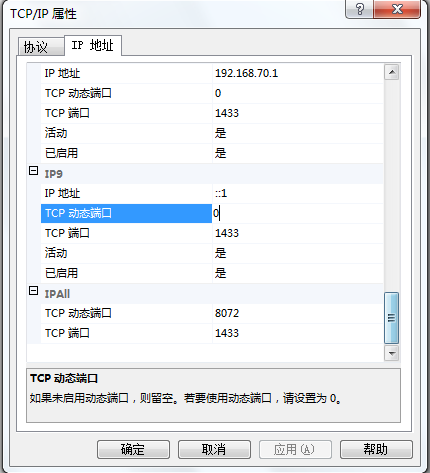 TCP/IP 属性
协议 IP 地址
IP 地址 192.168.70.1
TCP 动态端口 0
TCP 端口 1433
活动 是
已启用 是
IP9
IP 地址 ::1
TCP 动态端口 0
TCP 端口 1433
活动 是
已启用 是
IPAll
TCP 动态端口 8072
TCP 端口 1433
TCP 动态端口
如果未启用动态端口，则留空。若要使用动态端口，请设置为 0。
确定 取消 应用(A) 帮助